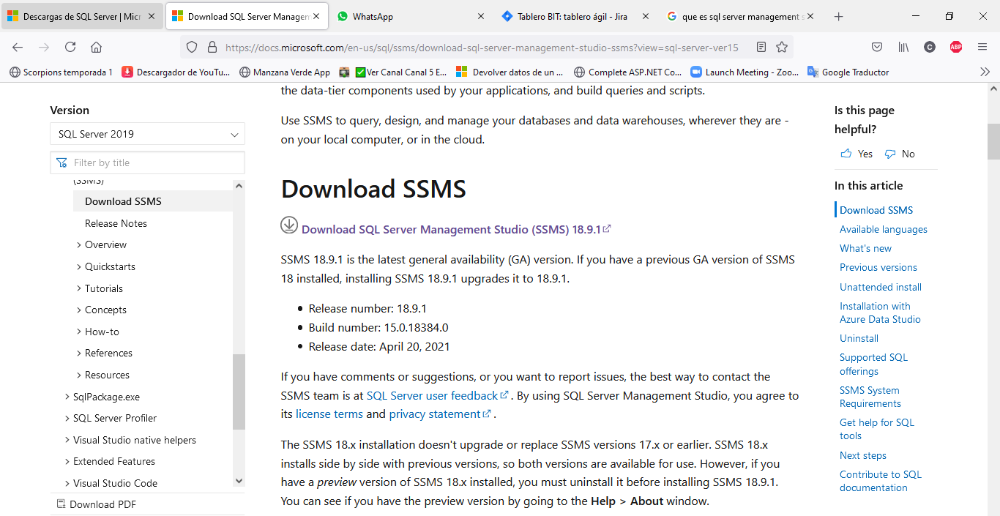 Descargas de SQL Server | Micr
Download SQL Server Managem
WhatsApp
Tablero BIT: tablero ágil - Jira
que es sql server management s
https://docs.microsoft.com/en-us/sql/ssms/download-sql-server-management-studio-ssms?view=sql-server-ver15
C
ABP
Scorpions temporada 1
Descargador de YouTu...
Manzana Verde App
Ver Canal Canal 5 E...
Devolver datos de un ...
Complete ASP.NET Co...
Launch Meeting - Zoo...
Google Traductor
Version
SQL Server 2019
Filter by title
(SSMS)
Download SSMS
Release Notes
Overview
Quickstarts
Tutorials
Concepts
How-to
References
Resources
SqlPackage.exe
SQL Server Profiler
Visual Studio native helpers
Extended Features
Visual Studio Code
Download PDF
the data-tier components used by your applications, and build queries and scripts.
Use SSMS to query, design, and manage your databases and data warehouses, wherever they are -
on your local computer, or in the cloud.
Download SSMS
Download SQL Server Management Studio (SSMS) 18.9.1
SSMS 18.9.1 is the latest general availability (GA) version. If you have a previous GA version of SSMS
18 installed, installing SSMS 18.9.1 upgrades it to 18.9.1.
• Release number: 18.9.1
• Build number: 15.0.18384.0
• Release date: April 20, 2021
If you have comments or suggestions, or you want to report issues, the best way to contact the
SSMS team is at SQL Server user feedback. By using SQL Server Management Studio, you agree to
its license terms and privacy statement.
The SSMS 18.x installation doesn't upgrade or replace SSMS versions 17.x or earlier. SSMS 18.x
installs side by side with previous versions, so both versions are available for use. However, if you
have a preview version of SSMS 18.x installed, you must uninstall it before installing SSMS 18.9.1.
You can see if you have the preview version by going to the Help > About window.
Is this page
helpful?
Yes No
In this article
Download SSMS
Available languages
What's new
Previous versions
Unattended install
Installation with
Azure Data Studio
Uninstall
Supported SQL
offerings
SSMS System
Requirements
Get help for SQL
tools
Next steps
Contribute to SQL
documentation